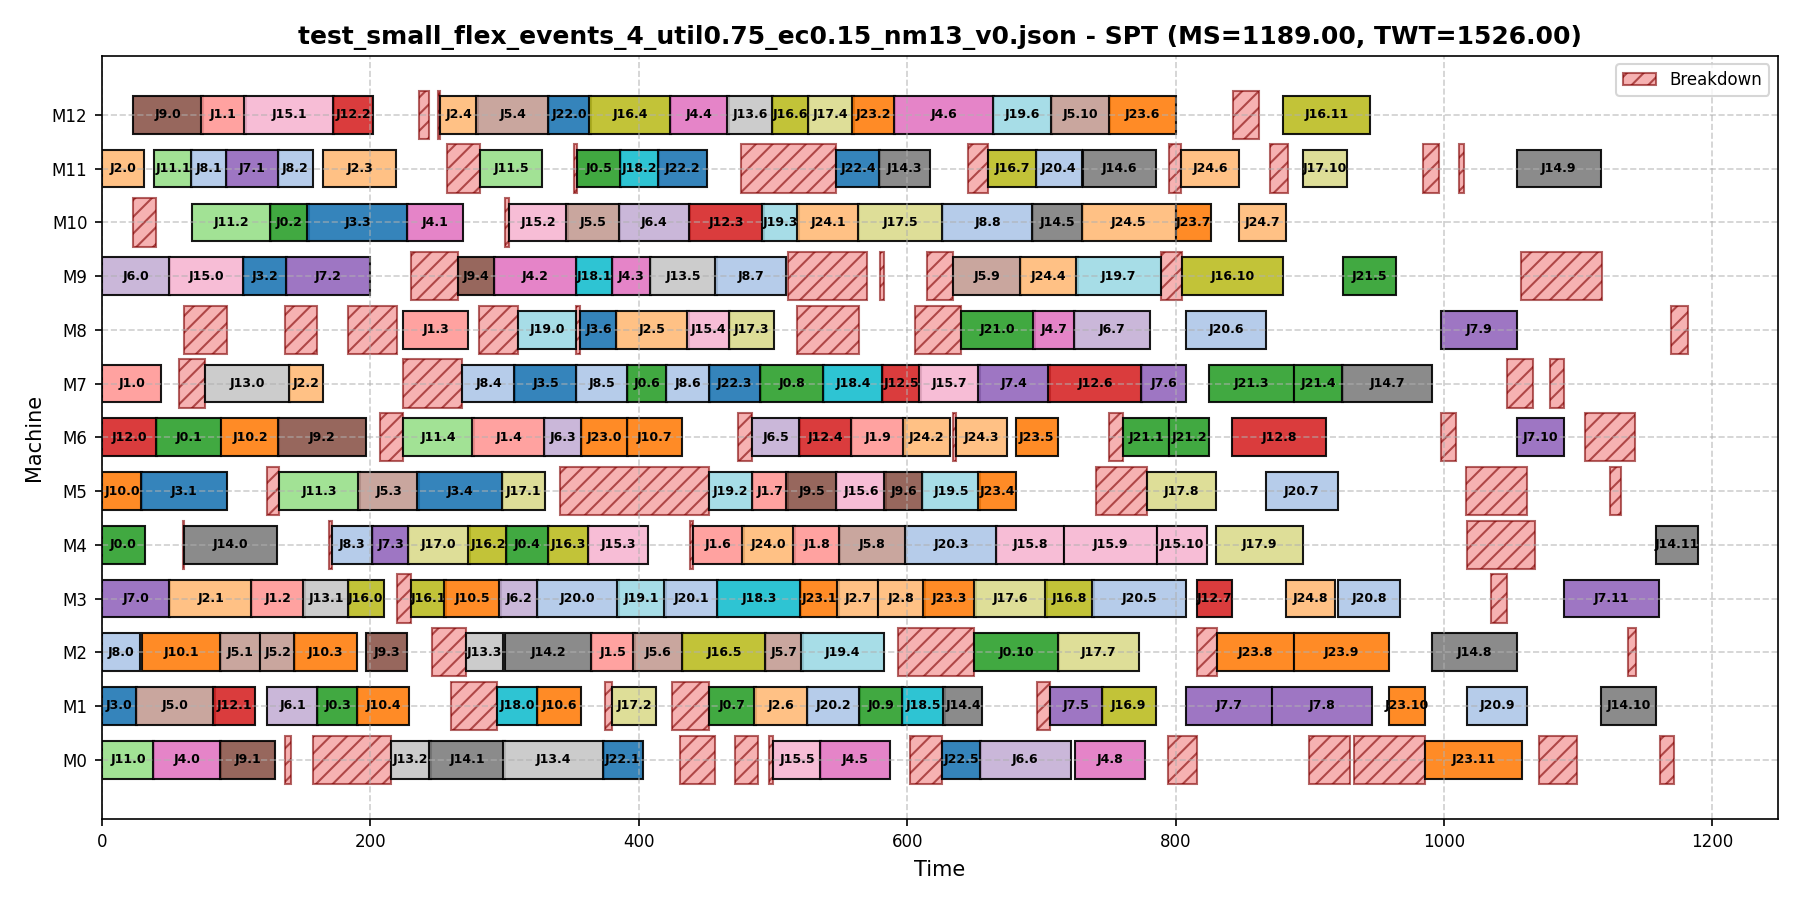 test_small_flex_events_4_util0.75_ec0.15_nm13_v0.json - SPT (MS=1189.00, TWT=1526.00)
Breakdown
M12 J9.0 J1.1 J15.1 J12.2 J2.4 J5.4 J22.0 J16.4 J4.4 J13.6 J16.6 J17.4 J23.2 J4.6 J19.6 J5.10 J23.6 J16.11
M11 J2.0 J11.1 J8.1 J7.1 J8.2 J2.3 J11.5 J0.5 J18.2 J22.2 J22.4 J14.3 J16.7 J20.4 J14.6 J24.6 J17.10 J14.9
M10 J11.2 J0.2 J3.3 J4.1 J15.2 J5.5 J6.4 J12.3 J19.3 J24.1 J17.5 J8.8 J14.5 J24.5 J23.7 J24.7
M9 J6.0 J15.0 J3.2 J7.2 J9.4 J4.2 J18.1 J4.3 J13.5 J8.7 J5.9 J24.4 J19.7 J16.10 J21.5
M8 J1.3 J19.0 J3.6 J2.5 J15.4 J17.3 J21.0 J4.7 J6.7 J20.6 J7.9
M7 J1.0 J13.0 J2.2 J8.4 J3.5 J8.5 J0.6 J8.6 J22.3 J0.8 J18.4 J12.5 J15.7 J7.4 J12.6 J7.6 J21.3 J21.4 J14.7
M6 J12.0 J0.1 J10.2 J9.2 J11.4 J1.4 J6.3 J23.0 J10.7 J6.5 J12.4 J1.9 J24.2 J24.3 J23.5 J21.1 J21.2 J12.8 J7.10
M5 J10.0 J3.1 J11.3 J5.3 J3.4 J17.1 J19.2 J1.7 J9.5 J15.6 J9.6 J19.5 J23.4 J17.8 J20.7
M4 J0.0 J14.0 J8.3 J7.3 J17.0 J16.2 J0.4 J16.3 J15.3 J1.6 J24.0 J1.8 J5.8 J20.3 J15.8 J15.9 J15.10 J17.9 J14.11
M3 J7.0 J2.1 J1.2 J13.1 J16.0 J16.1 J10.5 J6.2 J20.0 J19.1 J20.1 J18.3 J23.1 J2.7 J2.8 J23.3 J17.6 J16.8 J20.5 J12.7 J24.8 J20.8 J7.11
M2 J8.0 J10.1 J5.1 J5.2 J10.3 J9.3 J13.3 J14.2 J1.5 J5.6 J16.5 J5.7 J19.4 J0.10 J17.7 J23.8 J23.9 J14.8
M1 J3.0 J5.0 J12.1 J6.1 J0.3 J10.4 J18.0 J10.6 J17.2 J0.7 J2.6 J20.2 J0.9 J18.5 J14.4 J7.5 J16.9 J7.7 J7.8 J23.10 J20.9 J14.10
M0 J11.0 J4.0 J9.1 J13.2 J14.1 J13.4 J22.1 J15.5 J4.5 J22.5 J6.6 J4.8 J23.11
0 200 400 600 800 1000 1200
Time
Machine